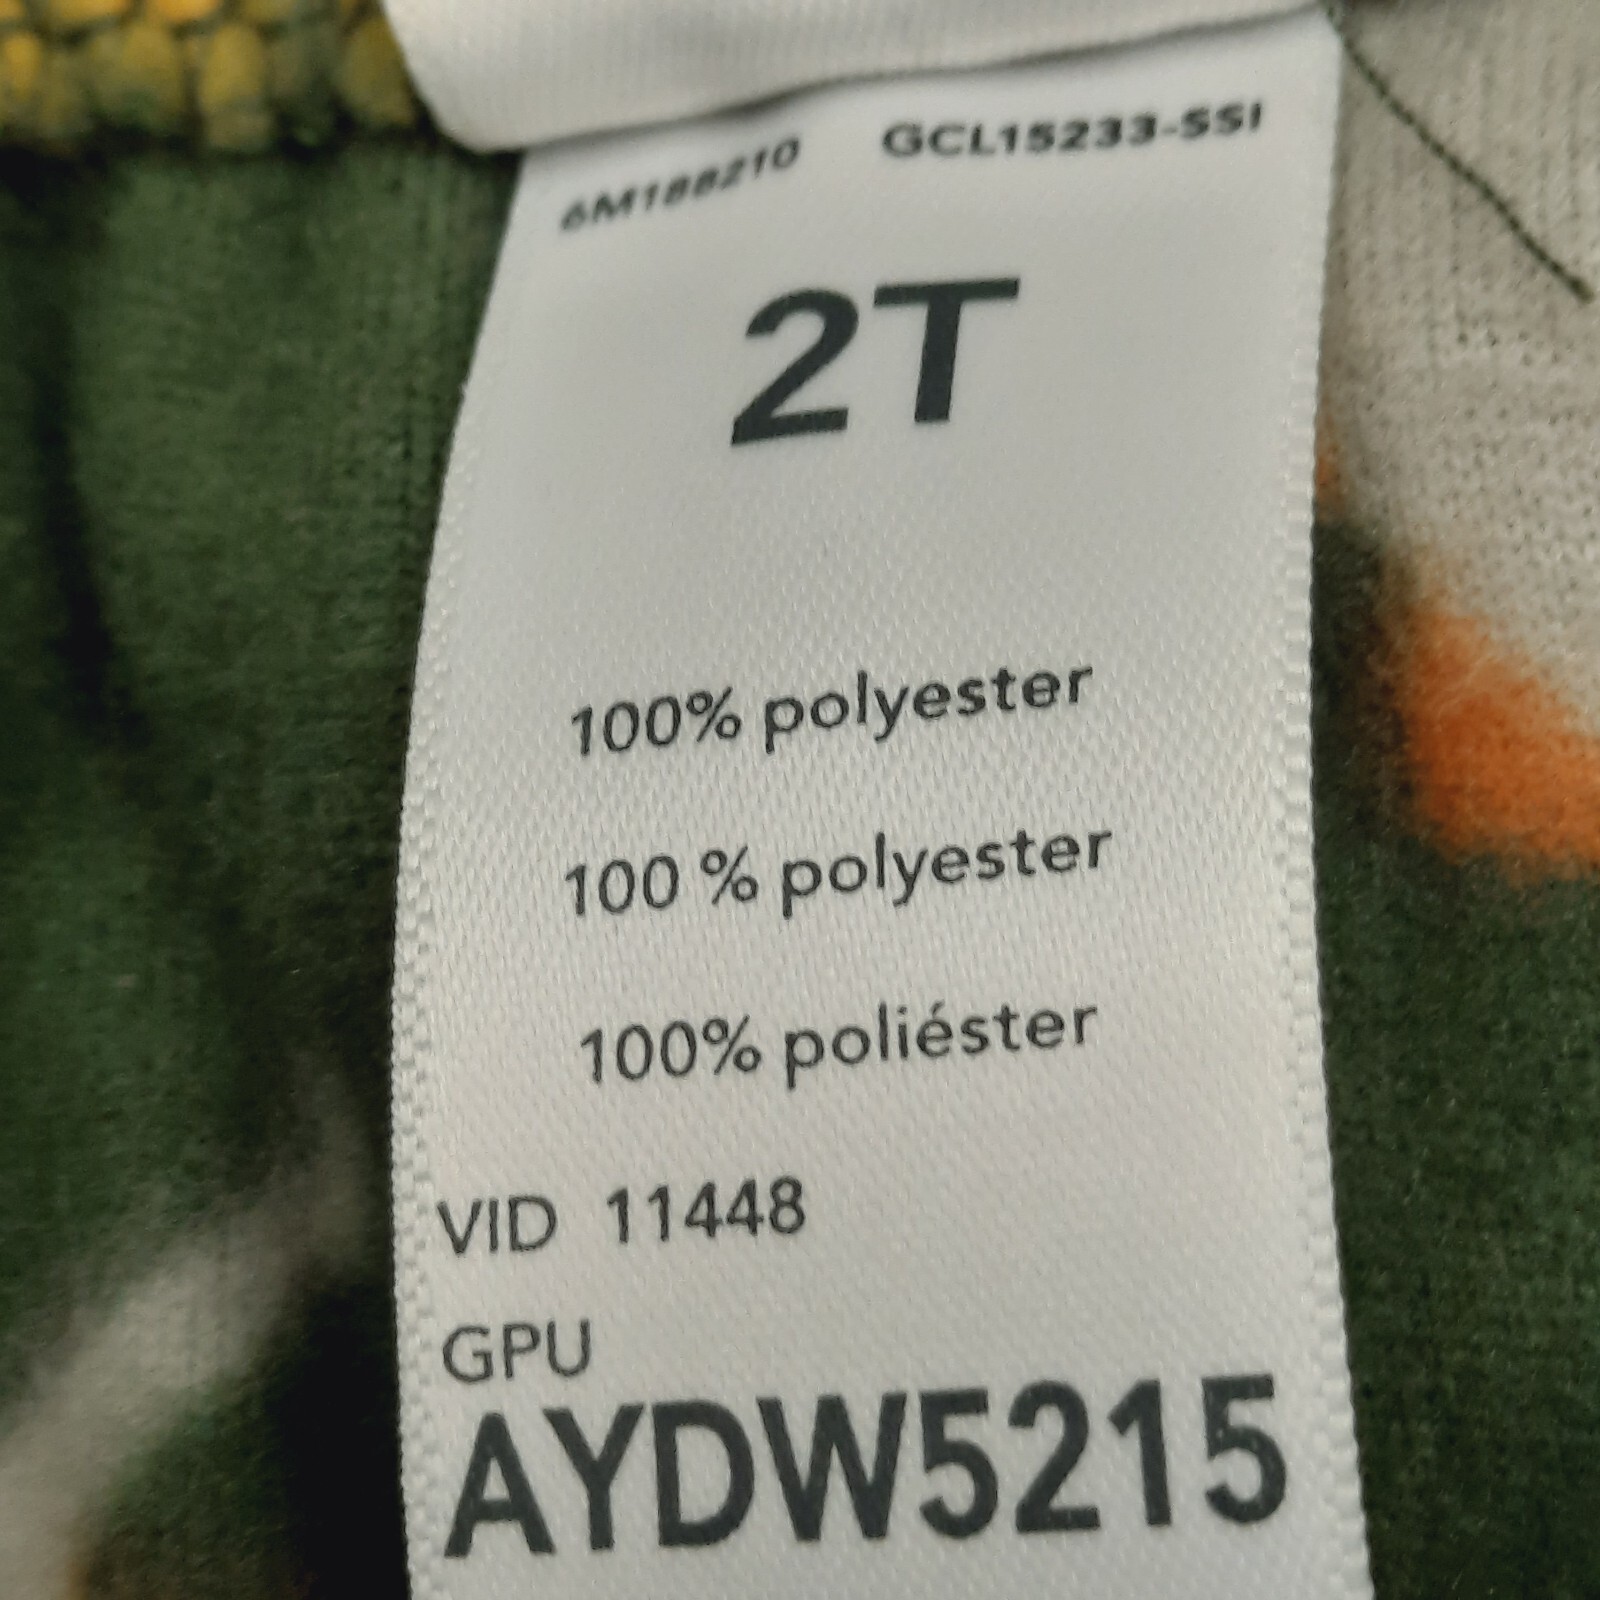 6M188210 GCL15233-SSI
2T
100% polyester
100 % polyester
100% poliéster
VID 11448
GPU
AYDW5215